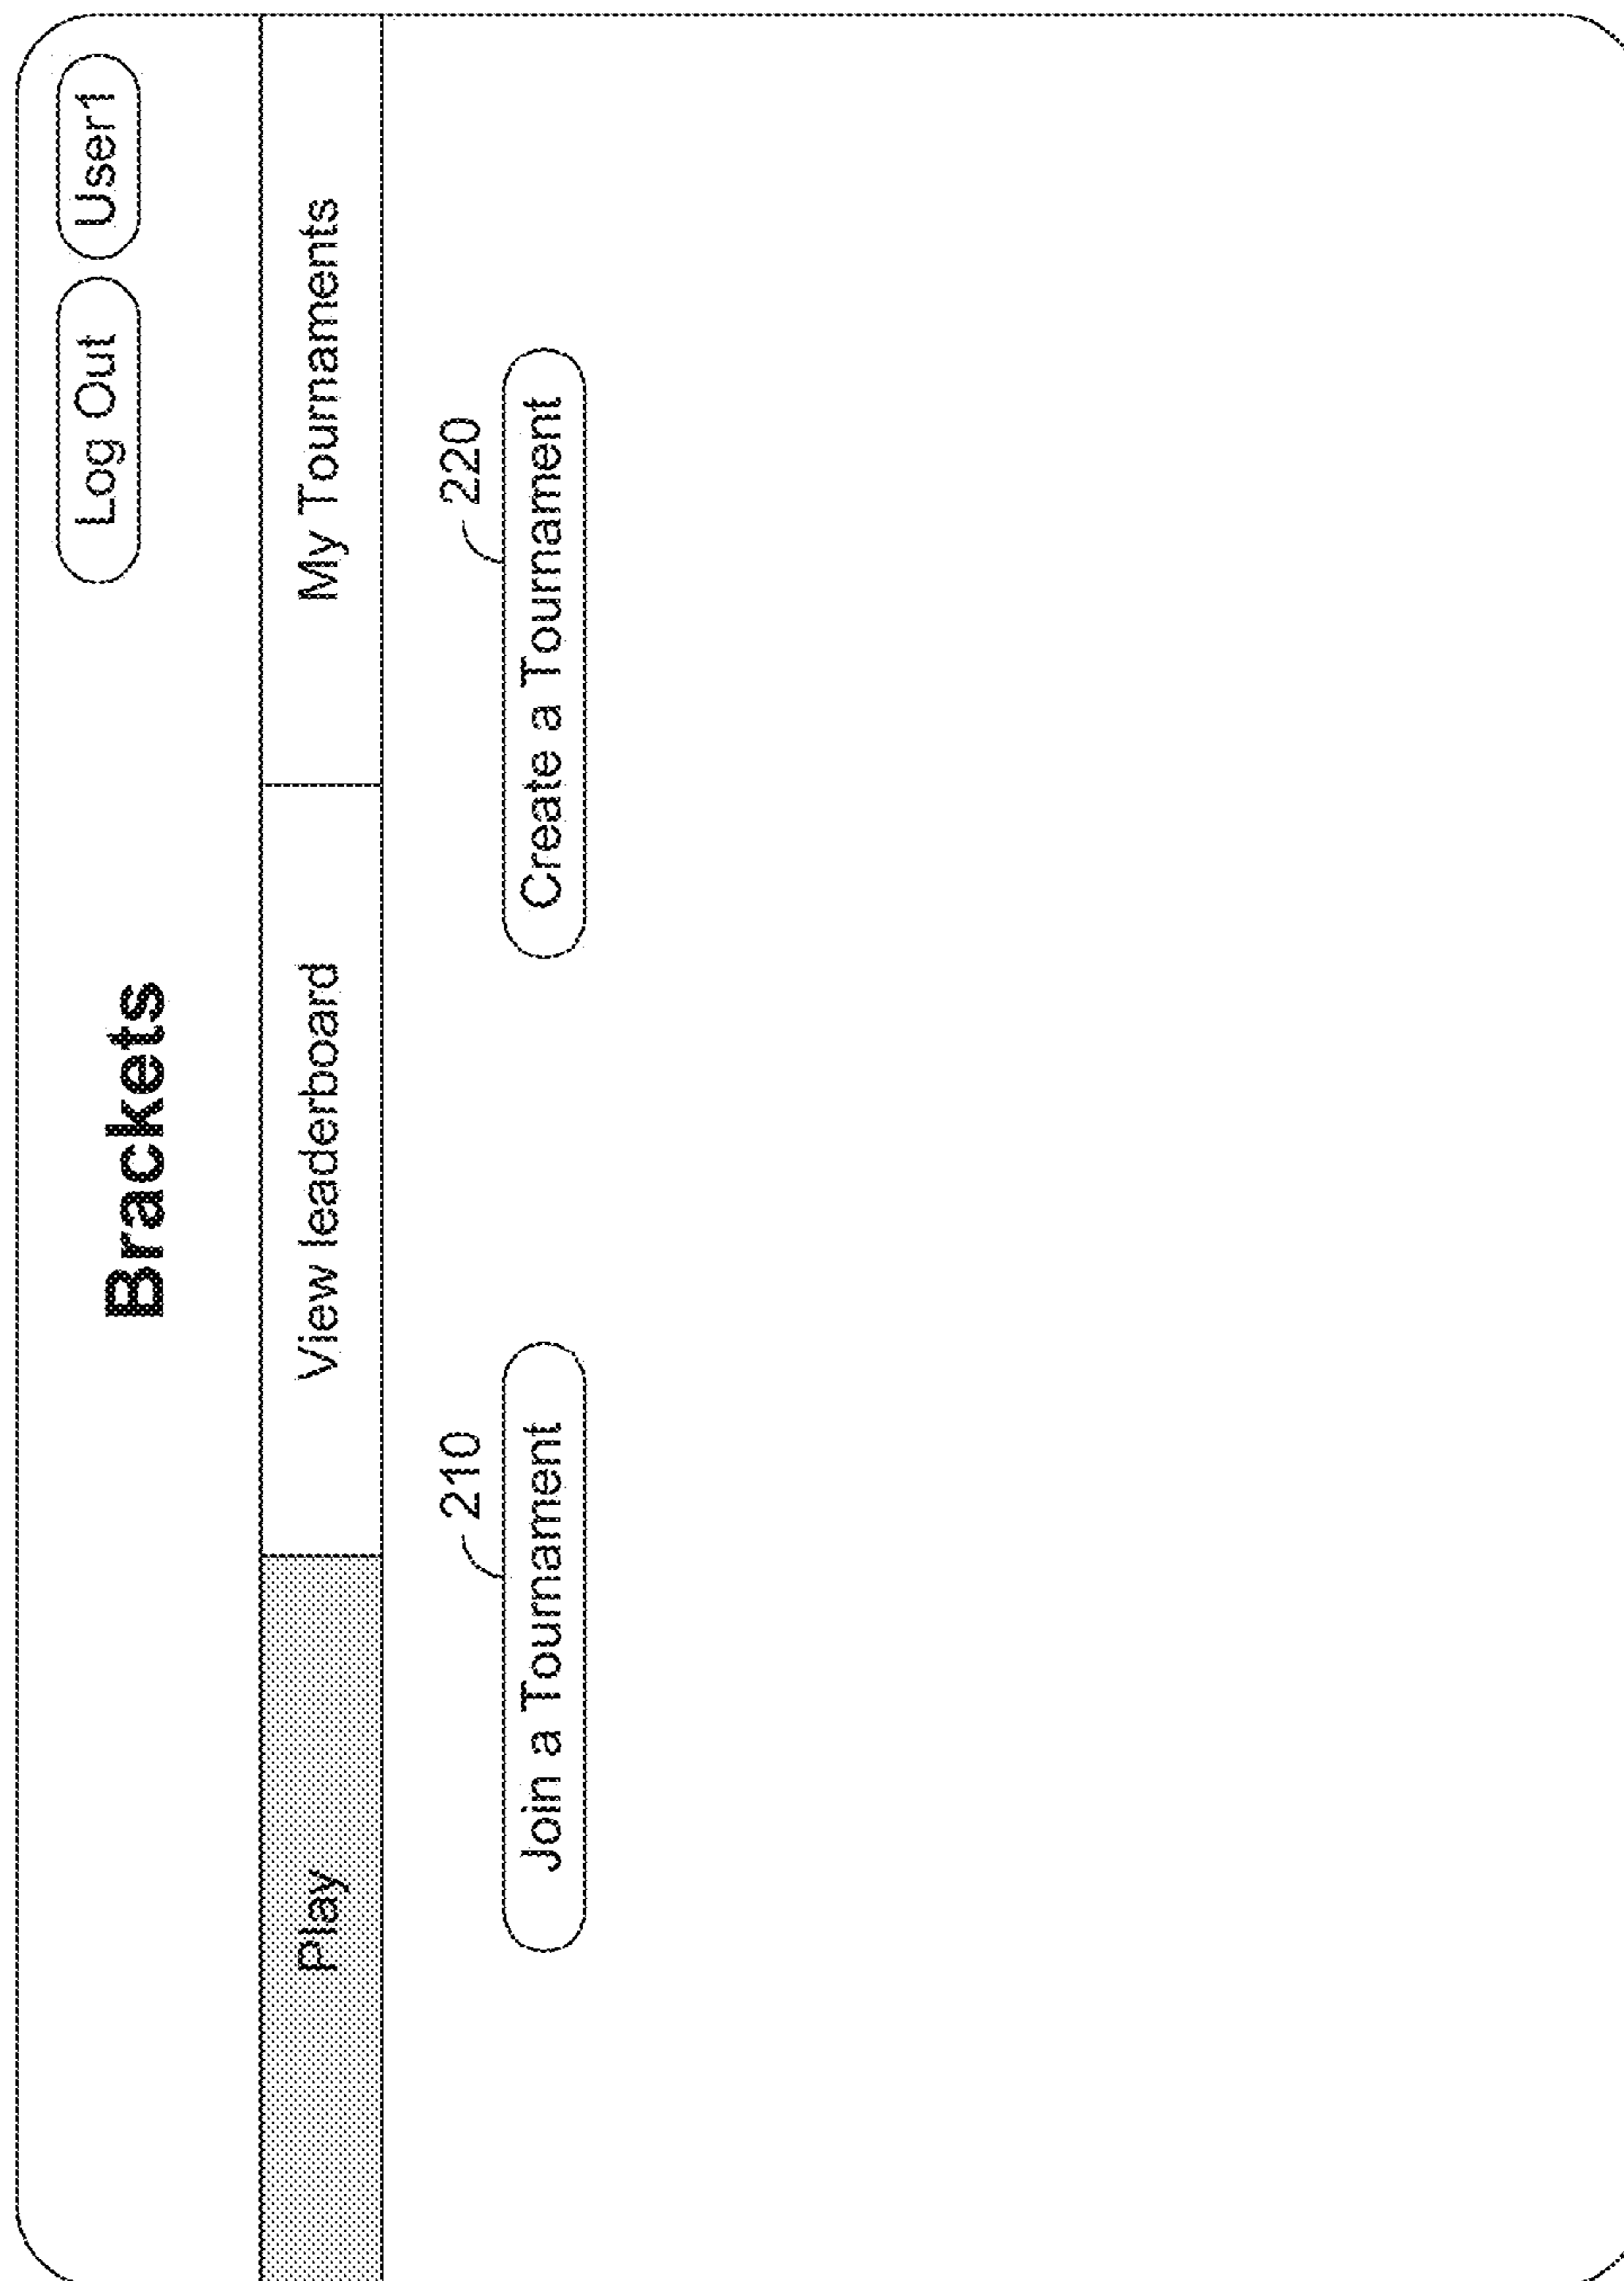 Log Out User1
Brackets
Play View leaderboard My Tournaments
210 220
Join a Tournament Create a Tournament